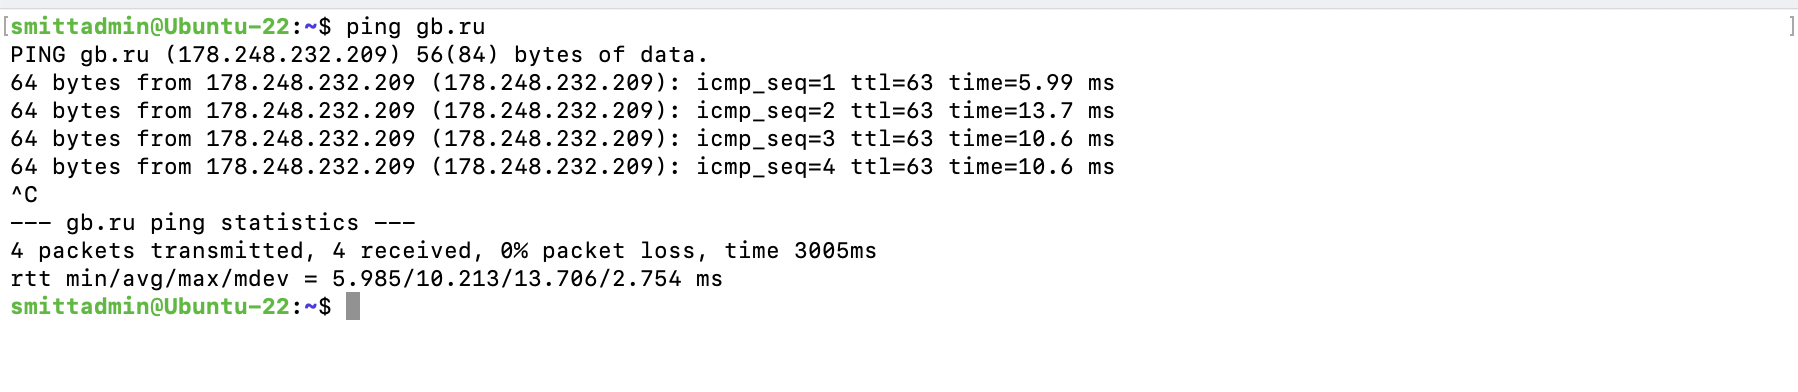 [smittadmin@Ubuntu-22:~$ ping gb.ru ]
PING gb.ru (178.248.232.209) 56(84) bytes of data.
64 bytes from 178.248.232.209 (178.248.232.209): icmp_seq=1 ttl=63 time=5.99 ms
64 bytes from 178.248.232.209 (178.248.232.209): icmp_seq=2 ttl=63 time=13.7 ms
64 bytes from 178.248.232.209 (178.248.232.209): icmp_seq=3 ttl=63 time=10.6 ms
64 bytes from 178.248.232.209 (178.248.232.209): icmp_seq=4 ttl=63 time=10.6 ms
^C
--- gb.ru ping statistics ---
4 packets transmitted, 4 received, 0% packet loss, time 3005ms
rtt min/avg/max/mdev = 5.985/10.213/13.706/2.754 ms
smittadmin@Ubuntu-22:~$